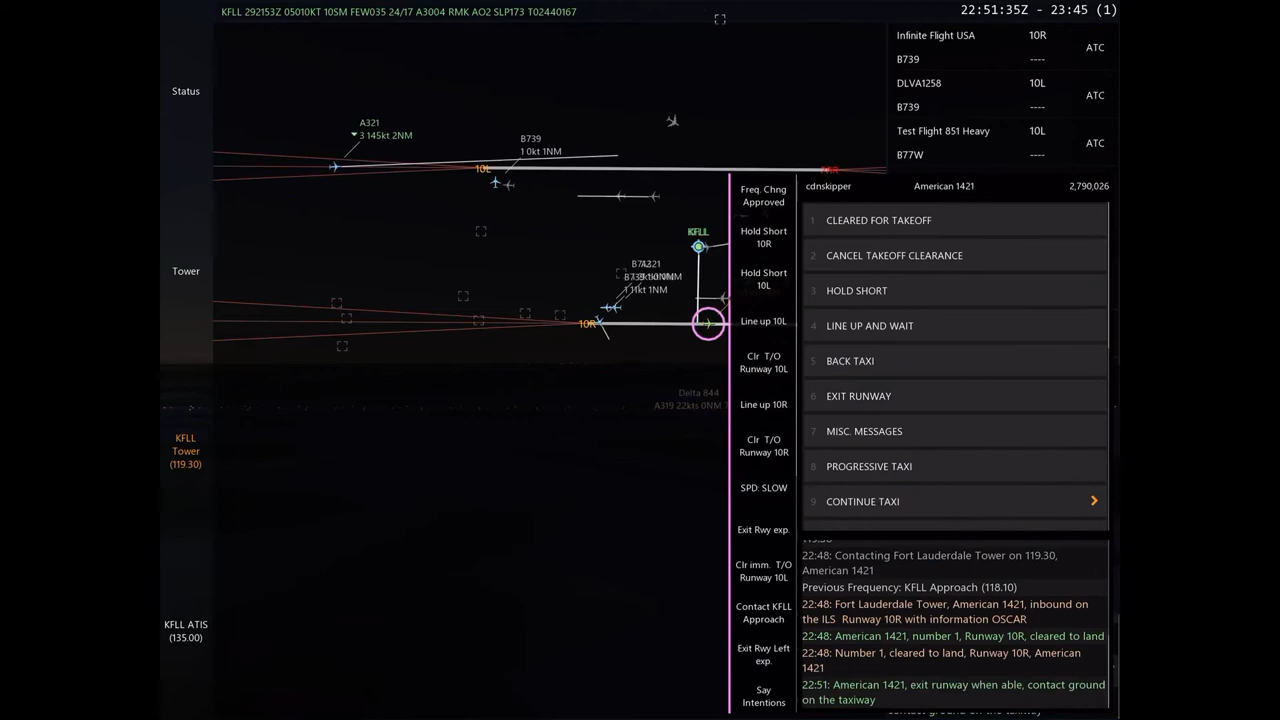 KFLL 292153Z 05010KT 10SM FEW035 24/17 A3004 RMK AO2 SLP173 T02440167
22:51:35Z - 23:45 (1)
Infinite Flight USA 10R ATC
B739 ----
DLVA1258 10L ATC
B739 ----
Test Flight 851 Heavy 10L ATC
B77W ----
Status
Tower
KFLL
Tower
(119.30)
KFLL ATIS
(135.00)
A321
3 145kt 2NM
B739
1 0kt 1NM
10L
KFLL
1 11kt 1NM
10R
Delta 844
Freq. Chng
Approved
Hold Short
10R
Hold Short
10L
Line up 10L
Clr T/O
Runway 10L
Line up 10R
Clr T/O
Runway 10R
SPD: SLOW
Exit Rwy exp.
Clr imm. T/O
Runway 10L
Contact KFLL
Approach
Exit Rwy Left
exp.
Say
Intentions
cdnskipper American 1421 2,790,026
1 CLEARED FOR TAKEOFF
2 CANCEL TAKEOFF CLEARANCE
3 HOLD SHORT
4 LINE UP AND WAIT
5 BACK TAXI
6 EXIT RUNWAY
7 MISC. MESSAGES
8 PROGRESSIVE TAXI
9 CONTINUE TAXI
22:48: Contacting Fort Lauderdale Tower on 119.30,
American 1421
Previous Frequency: KFLL Approach (118.10)
22:48: Fort Lauderdale Tower, American 1421, inbound on
the ILS Runway 10R with information OSCAR
22:48: American 1421, number 1, Runway 10R, cleared to land
22:48: Number 1, cleared to land, Runway 10R, American
1421
22:51: American 1421, exit runway when able, contact ground
on the taxiway